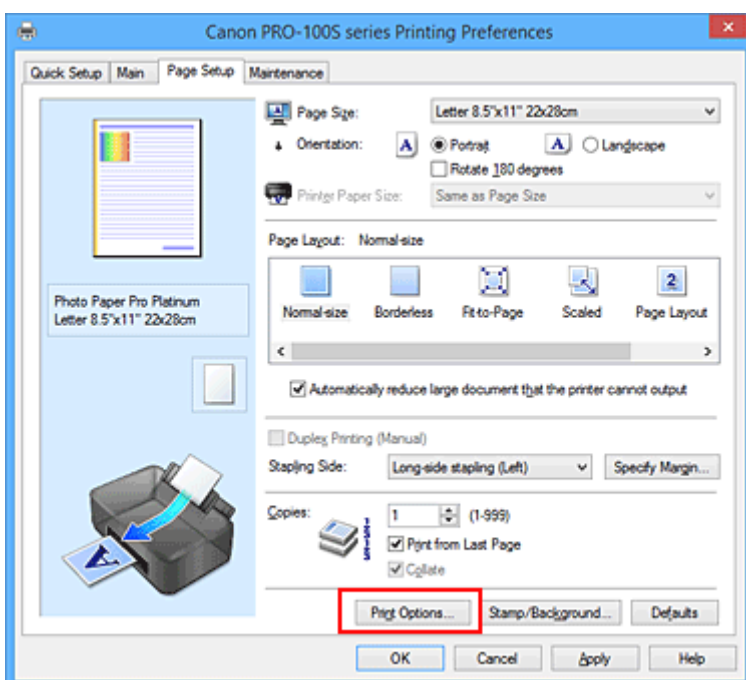 Canon PRO-100S series Printing Preferences
Quick Setup Main Page Setup Maintenance
Page Size: Letter 8.5"x11" 22x28cm
Orientation: A Portrait A Landscape
Rotate 180 degrees
Printer Paper Size: Same as Page Size
Page Layout: Normal-size
2
Normal-size Borderless Fit-to-Page Scaled Page Layout
Photo Paper Pro Platinum
Letter 8.5"x11" 22x28cm
Automatically reduce large document that the printer cannot output
Duplex Printing (Manual)
Stapling Side: Long-side stapling (Left) Specify Margin...
Copies: 1 (1-999)
Print from Last Page
Collate
A
Print Options... Stamp/Background... Defaults
OK Cancel Apply Help